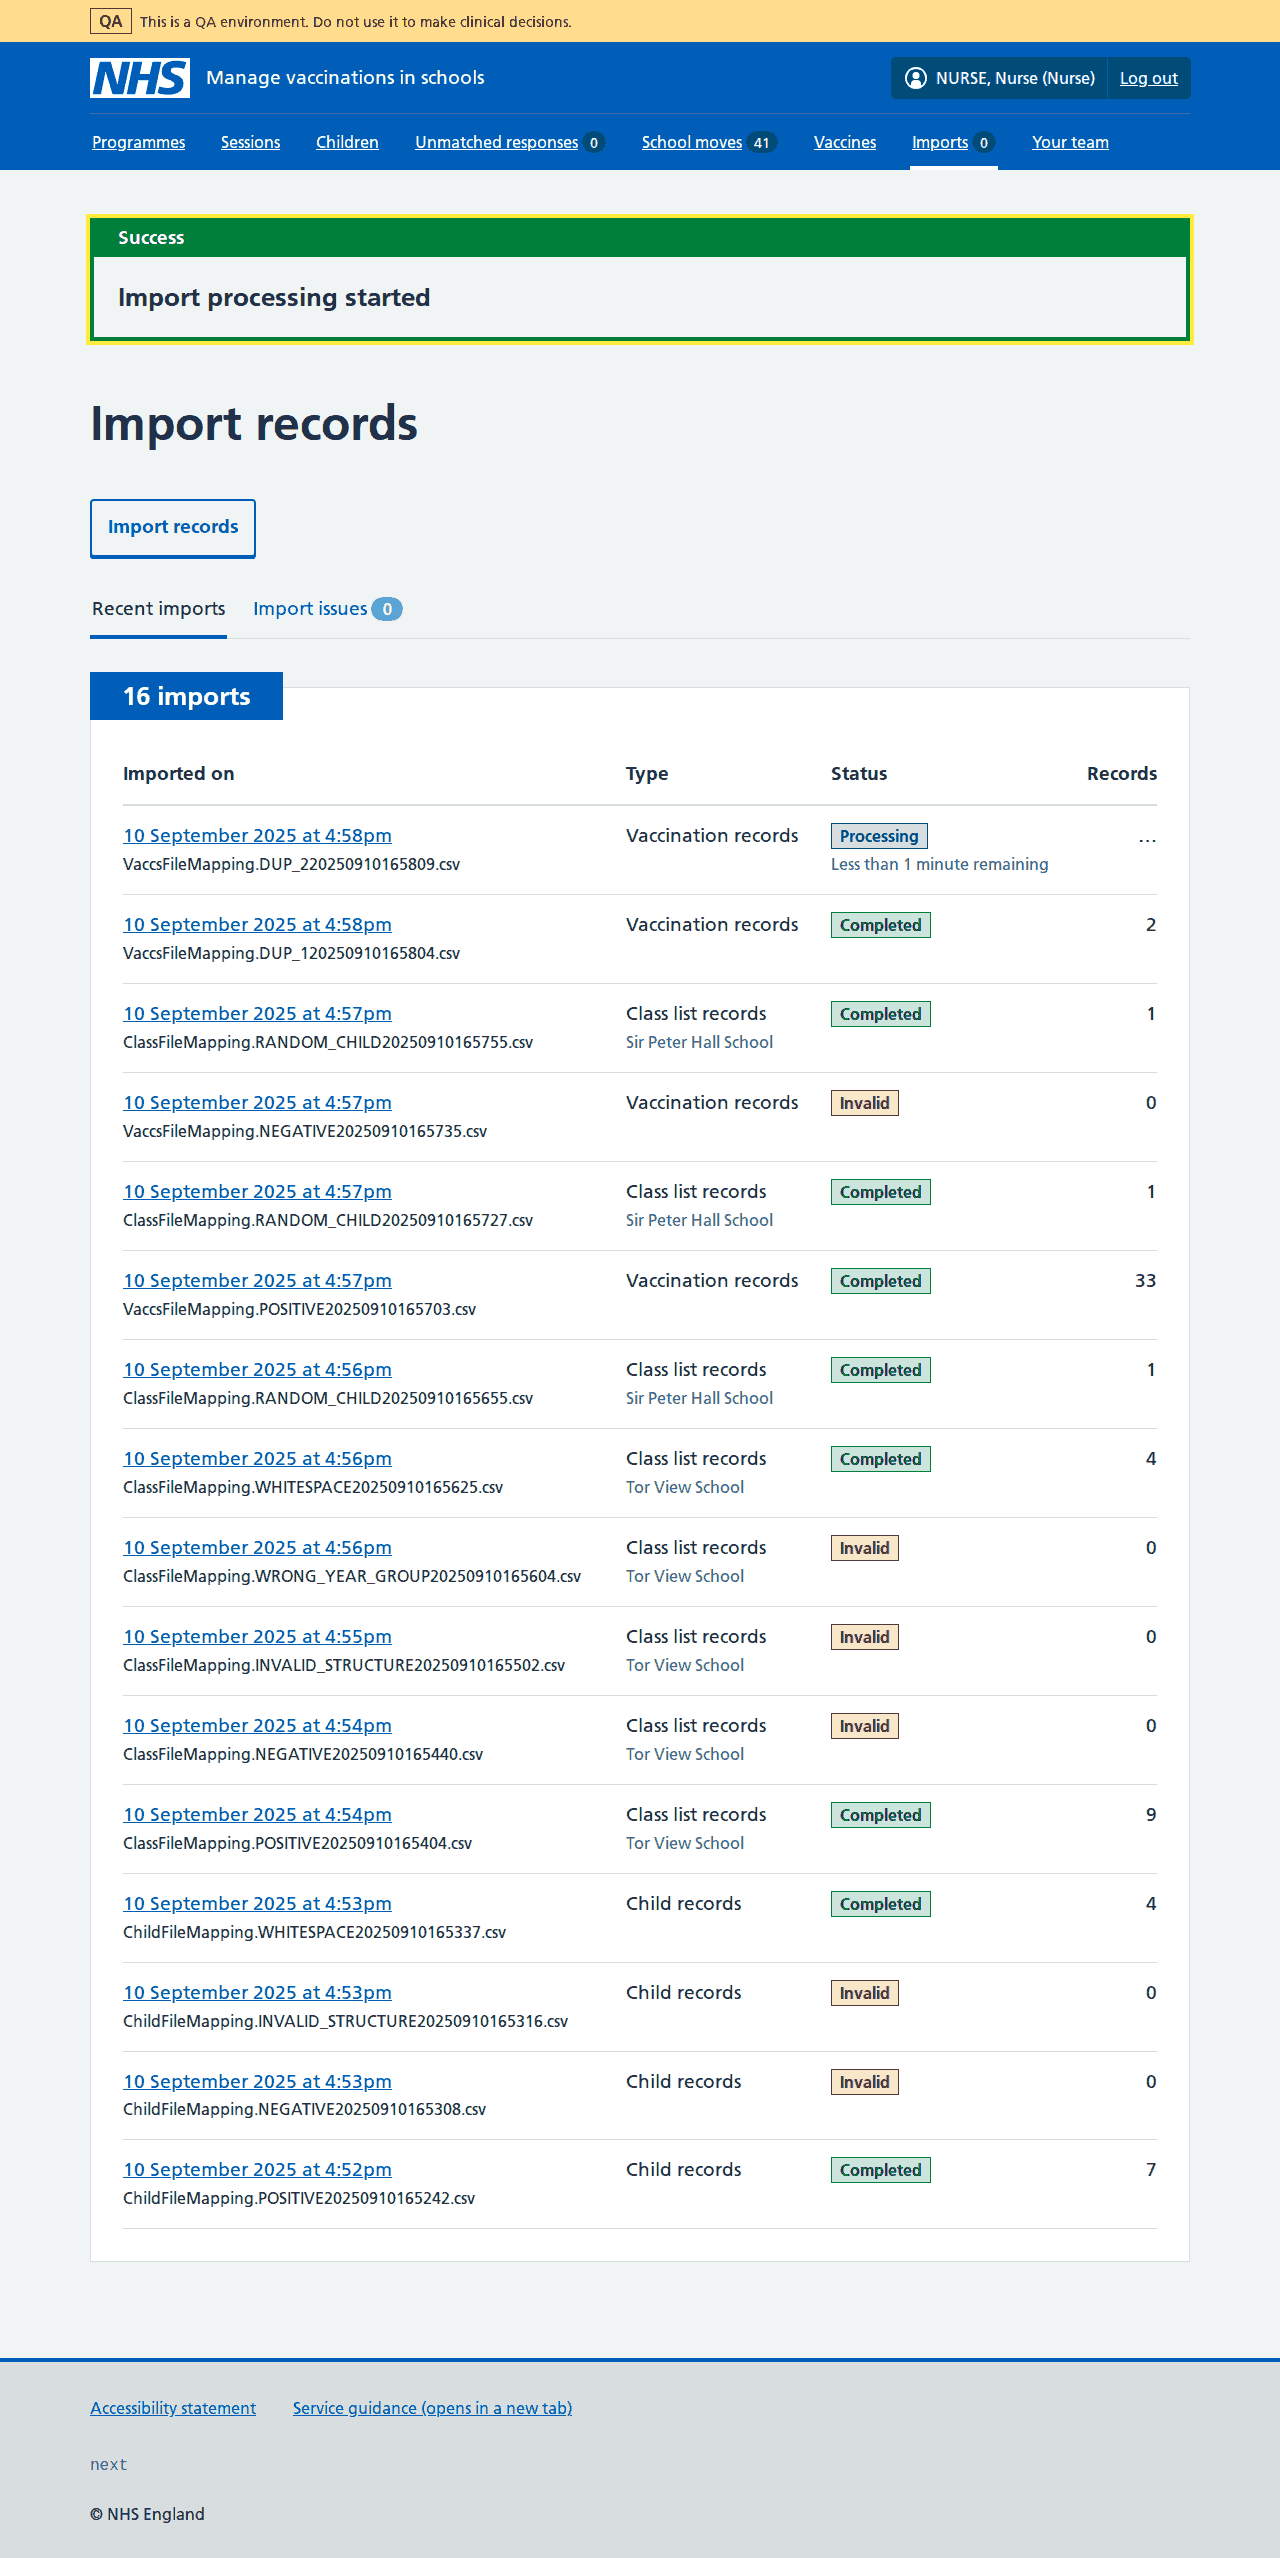 QA This is a QA environment. Do not use it to make clinical decisions.
NHS Manage vaccinations in schools NURSE, Nurse (Nurse) Log out
Programmes Sessions Children Unmatched responses 0 School moves 41 Vaccines Imports 0 Your team
Success
Import processing started
Import records
Import records
Recent imports Import issues 0
16 imports
Imported on Type Status Records
10 September 2025 at 4:58pm Vaccination records Processing ...
VaccsFileMapping.DUP_220250910165809.csv Less than 1 minute remaining
10 September 2025 at 4:58pm Vaccination records Completed 2
VaccsFileMapping.DUP_120250910165804.csv
10 September 2025 at 4:57pm Class list records Completed 1
ClassFileMapping.RANDOM_CHILD20250910165755.csv Sir Peter Hall School
10 September 2025 at 4:57pm Vaccination records Invalid 0
VaccsFileMapping.NEGATIVE20250910165735.csv
10 September 2025 at 4:57pm Class list records Completed 1
ClassFileMapping.RANDOM_CHILD20250910165727.csv Sir Peter Hall School
10 September 2025 at 4:57pm Vaccination records Completed 33
VaccsFileMapping.POSITIVE20250910165703.csv
10 September 2025 at 4:56pm Class list records Completed 1
ClassFileMapping.RANDOM_CHILD20250910165655.csv Sir Peter Hall School
10 September 2025 at 4:56pm Class list records Completed 4
ClassFileMapping.WHITESPACE20250910165625.csv Tor View School
10 September 2025 at 4:56pm Class list records Invalid 0
ClassFileMapping.WRONG_YEAR_GROUP20250910165604.csv Tor View School
10 September 2025 at 4:55pm Class list records Invalid 0
ClassFileMapping.INVALID_STRUCTURE20250910165502.csv Tor View School
10 September 2025 at 4:54pm Class list records Invalid 0
ClassFileMapping.NEGATIVE20250910165440.csv Tor View School
10 September 2025 at 4:54pm Class list records Completed 9
ClassFileMapping.POSITIVE20250910165404.csv Tor View School
10 September 2025 at 4:53pm Child records Completed 4
ChildFileMapping.WHITESPACE20250910165337.csv
10 September 2025 at 4:53pm Child records Invalid 0
ChildFileMapping.INVALID_STRUCTURE20250910165316.csv
10 September 2025 at 4:53pm Child records Invalid 0
ChildFileMapping.NEGATIVE20250910165308.csv
10 September 2025 at 4:52pm Child records Completed 7
ChildFileMapping.POSITIVE20250910165242.csv
Accessibility statement Service guidance (opens in a new tab)
next
© NHS England